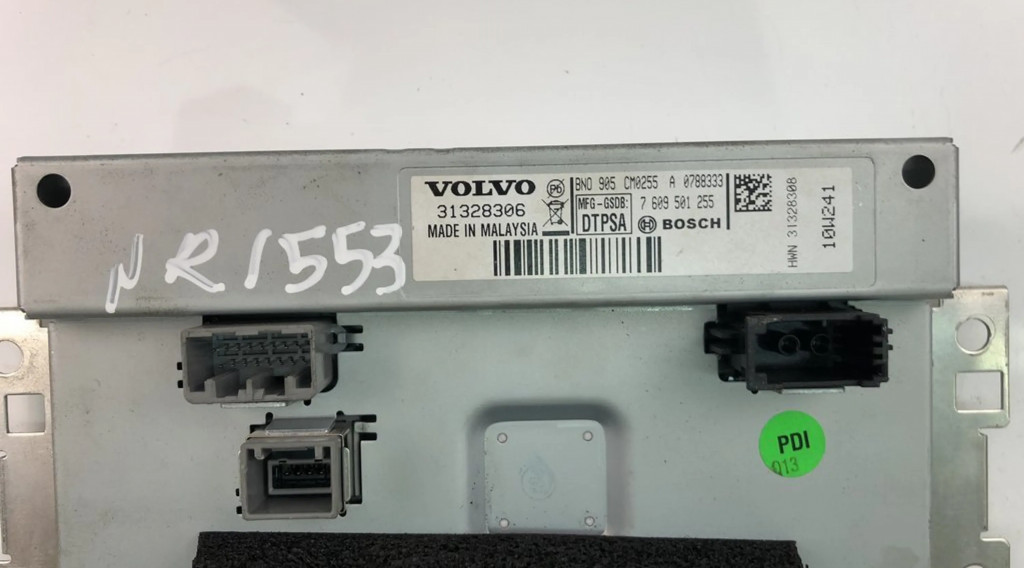 VOLVO
31328306
MADE IN MALAYSIA
Pb
BNO 905 CM0255 A 0788333
MFG-GSDB:
DTPSA
7 609 501 255
BOSCH
HWN 31328308
10W241
NR1553
PDI
013